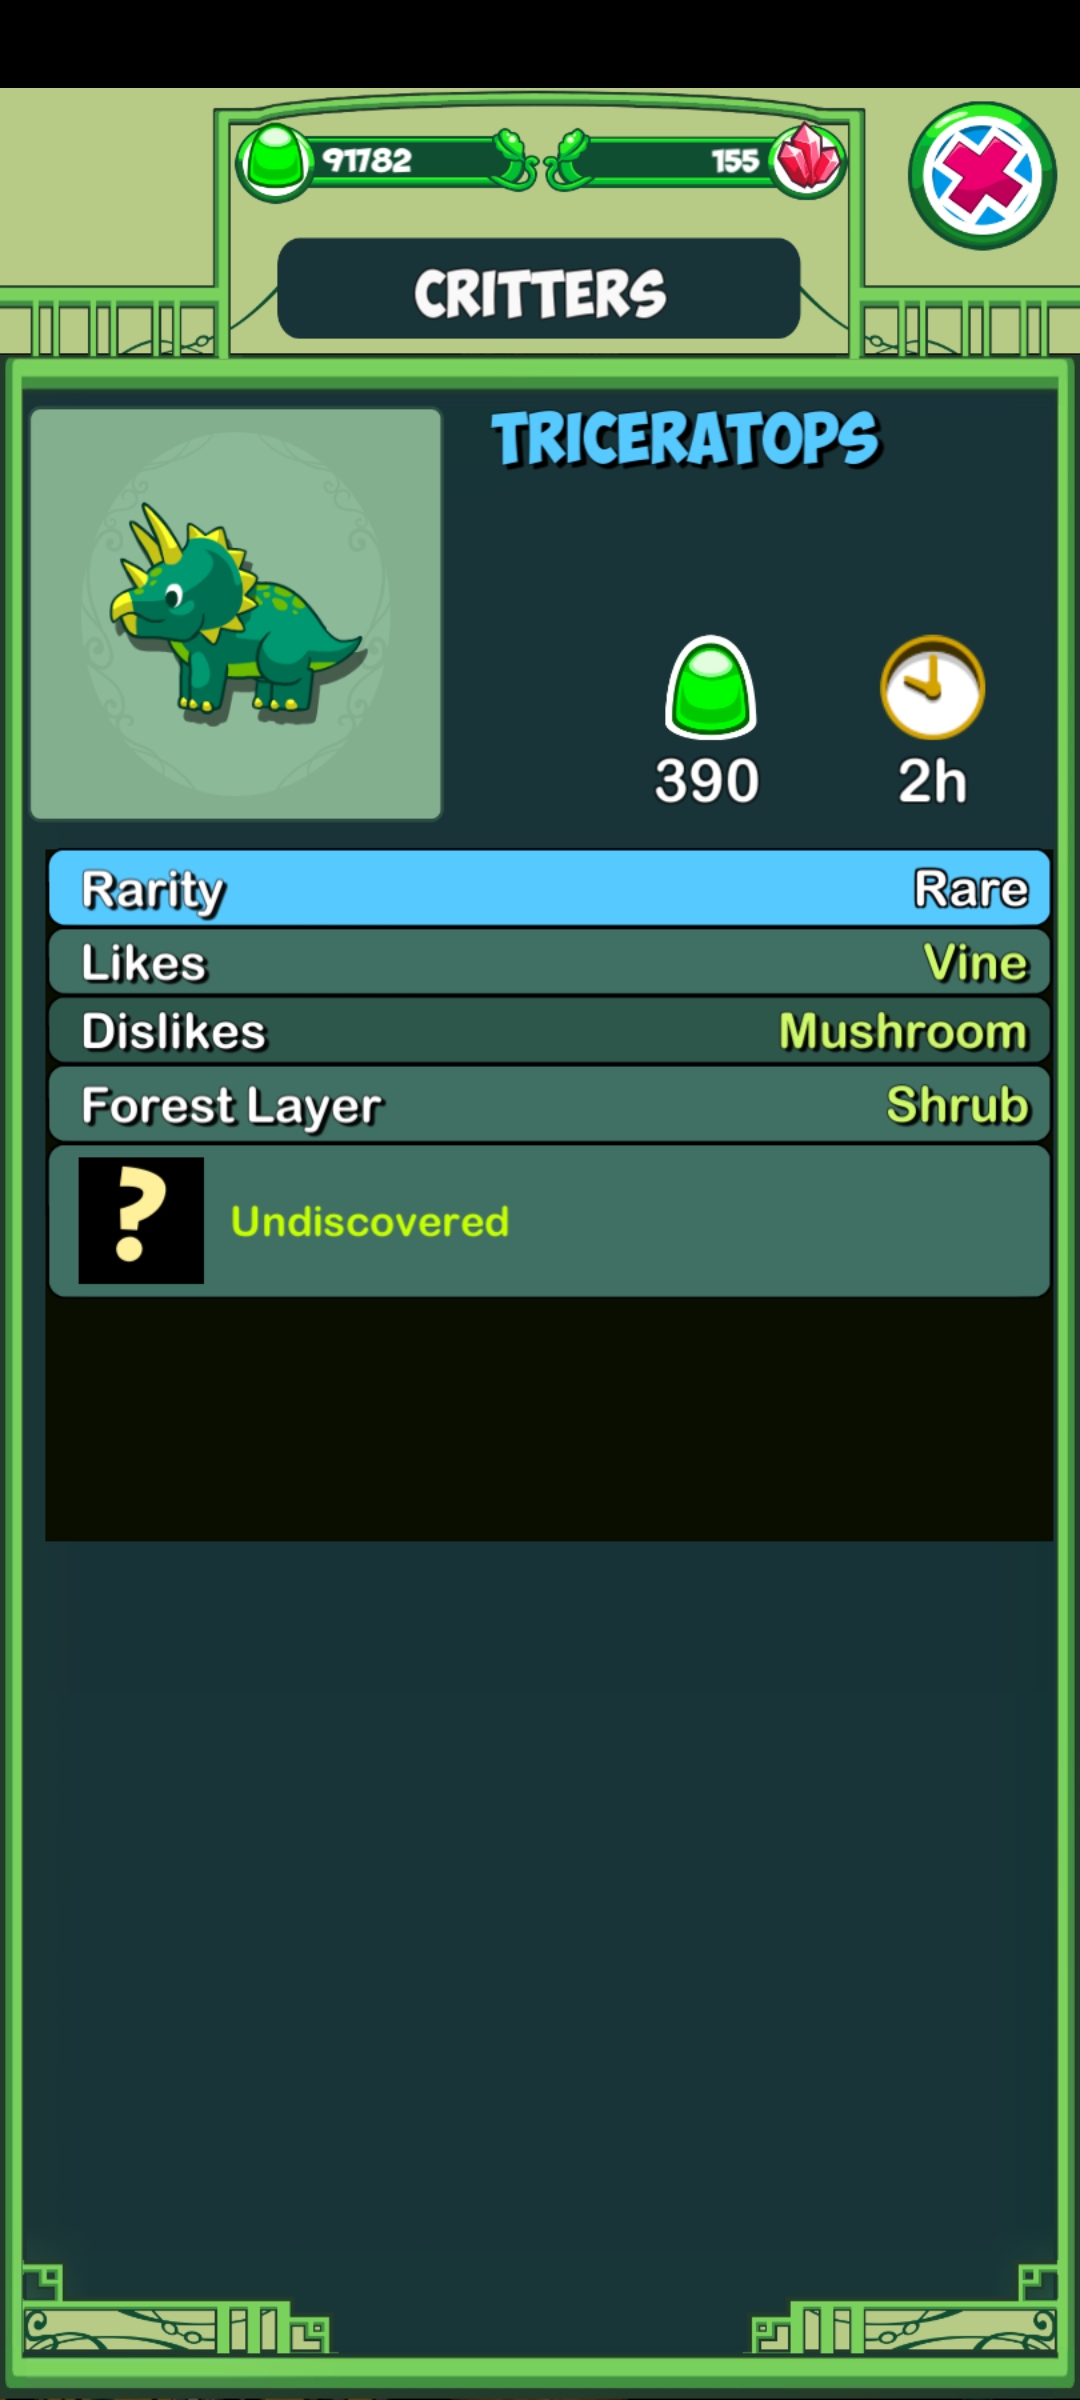 91782
155
CRITTERS
TRICERATOPS
390
2h
Rarity Rare
Likes Vine
Dislikes Mushroom
Forest Layer Shrub
?
Undiscovered